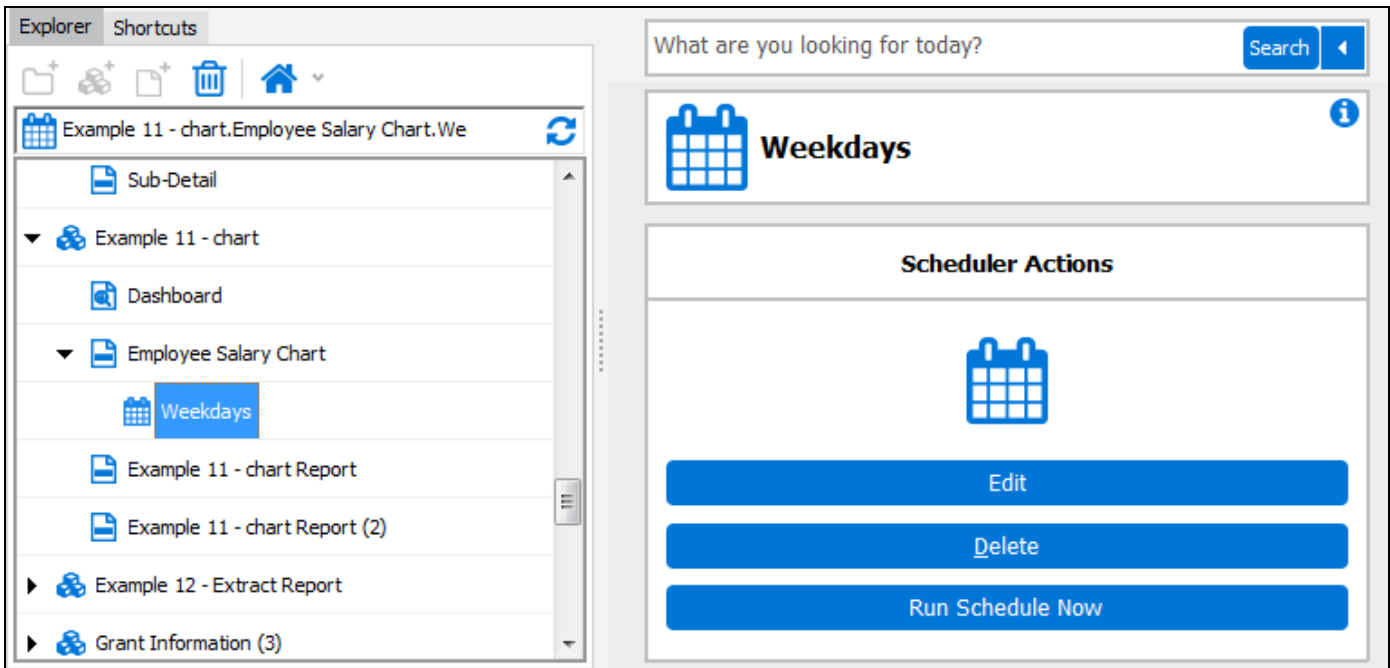 Explorer Shortcuts
Example 11 - chart.Employee Salary Chart.We
Sub-Detail
Example 11 - chart
Dashboard
Employee Salary Chart
Weekdays
Example 11 - chart Report
Example 11 - chart Report (2)
Example 12 - Extract Report
Grant Information (3)
What are you looking for today? Search
Weekdays
Scheduler Actions
Edit
Delete
Run Schedule Now